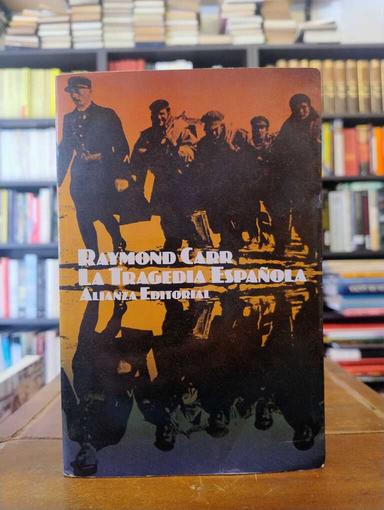 RAYMOND CARR
LA TRAGEDIA ESPAÑOLA
ALIANZA EDITORIAL